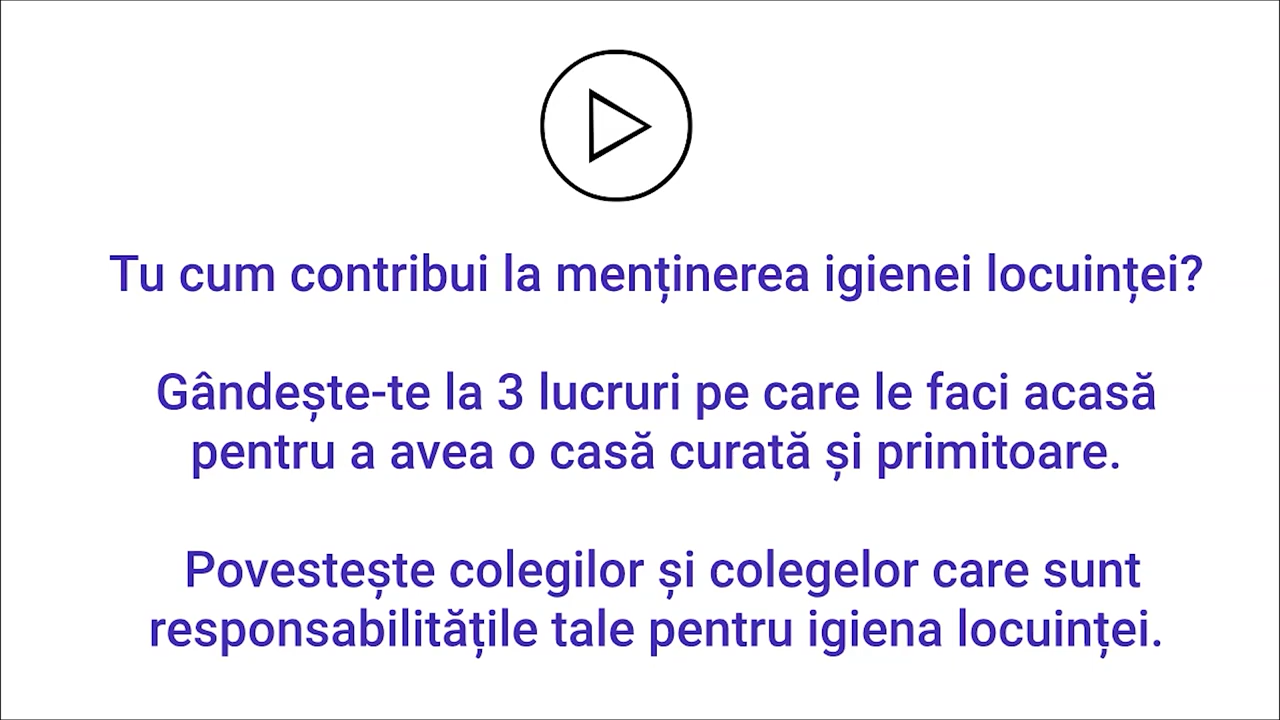 Tu cum contribui la menținerea igienei locuinței?
Gândește-te la 3 lucruri pe care le faci acasă
pentru a avea o casă curată și primitoare.
Povestește colegilor și colegelor care sunt
responsabilitățile tale pentru igiena locuinței.